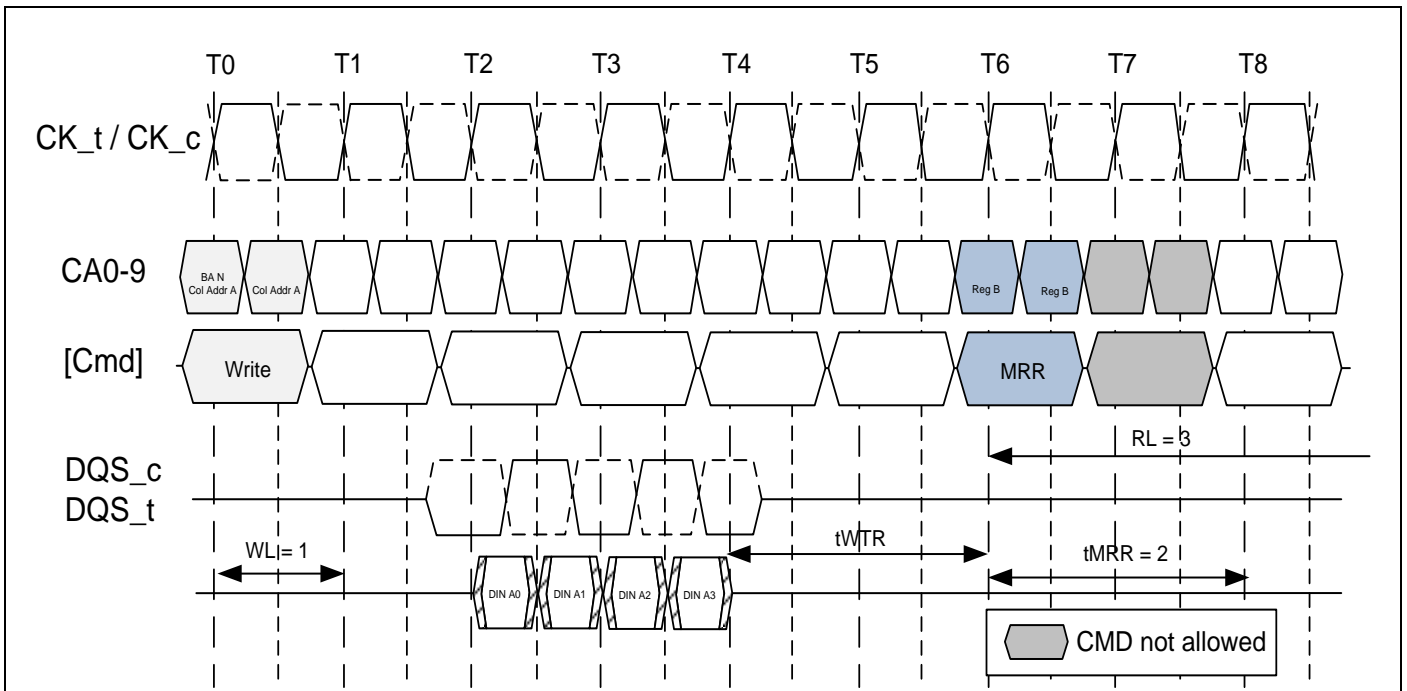 T0 T1 T2 T3 T4 T5 T6 T7 T8
CK_t / CK_c
CA0-9
BA N
Col Addr A
Col Addr A
Reg B
Reg B
[Cmd]
Write
MRR
RL = 3
DQS_c
DQS_t
WL = 1
tWTR
tMRR = 2
DIN A0
DIN A1
DIN A2
DIN A3
CMD not allowed